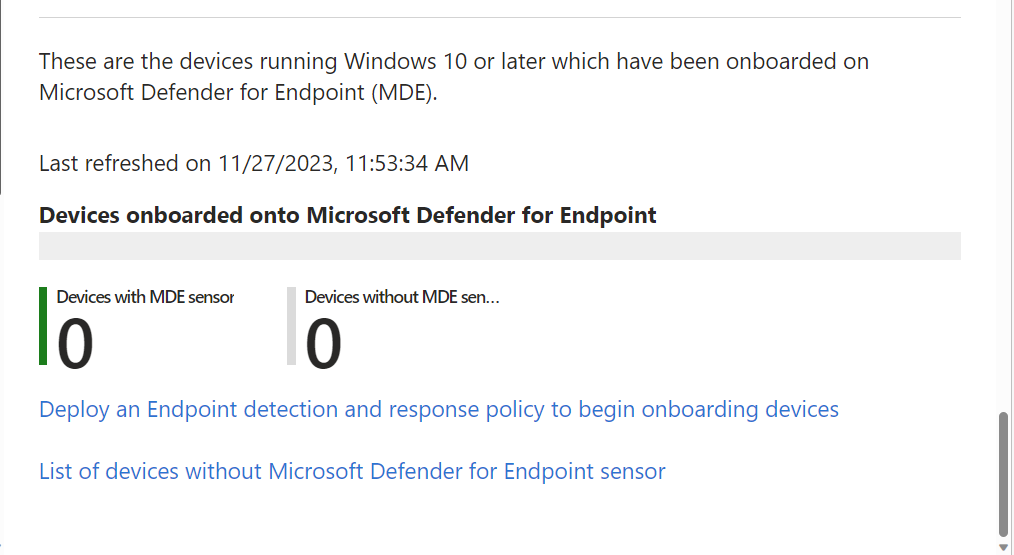 These are the devices running Windows 10 or later which have been onboarded on
Microsoft Defender for Endpoint (MDE).
Last refreshed on 11/27/2023, 11:53:34 AM
Devices onboarded onto Microsoft Defender for Endpoint
Devices with MDE sensor
Devices without MDE sen...
0
0
Deploy an Endpoint detection and response policy to begin onboarding devices
List of devices without Microsoft Defender for Endpoint sensor